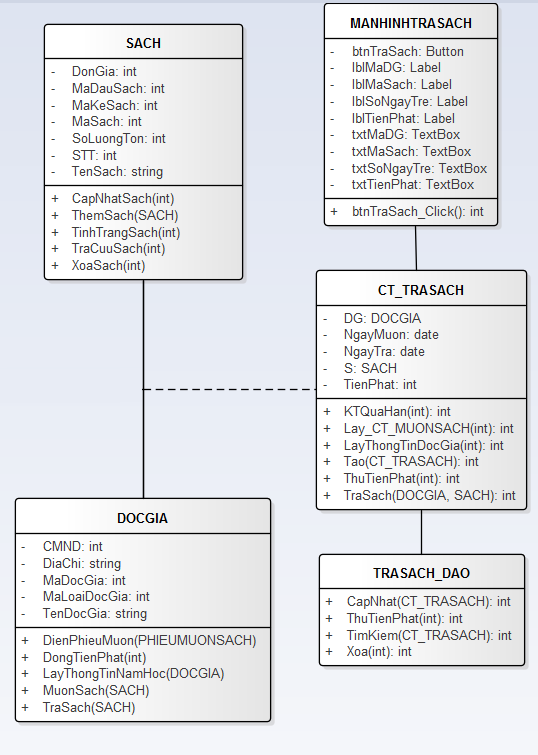 SACH
- DonGia: int
- MaDauSach: int
- MaKeSach: int
- MaSach: int
- SoLuongTon: int
- STT: int
- TenSach: string
+ CapNhatSach(int)
+ ThemSach(SACH)
+ TinhTrangSach(int)
+ TraCuuSach(int)
+ XoaSach(int)
MANHINHTRASACH
- btnTraSach: Button
- lblMaDG: Label
- lblMaSach: Label
- lblSoNgayTre: Label
- lblTienPhat: Label
- txtMaDG: TextBox
- txtMaSach: TextBox
- txtSoNgayTre: TextBox
- txtTienPhat: TextBox
+ btnTraSach_Click(): int
CT_TRASACH
- DG: DOCGIA
- NgayMuon: date
- NgayTra: date
- S: SACH
- TienPhat: int
+ KTQuaHan(int): int
+ Lay_CT_MUONSACH(int): int
+ LayThongTinDocGia(int): int
+ Tao(CT_TRASACH): int
+ ThuTienPhat(int): int
+ TraSach(DOCGIA, SACH): int
DOCGIA
- CMND: int
- DiaChi: string
- MaDocGia: int
- MaLoaiDocGia: int
- TenDocGia: string
+ DienPhieuMuon(PHIEUMUONSACH)
+ DongTienPhat(int)
+ LayThongTinNamHoc(DOCGIA)
+ MuonSach(SACH)
+ TraSach(SACH)
TRASACH_DAO
+ CapNhat(CT_TRASACH): int
+ ThuTienPhat(int): int
+ TimKiem(CT_TRASACH): int
+ Xoa(int): int